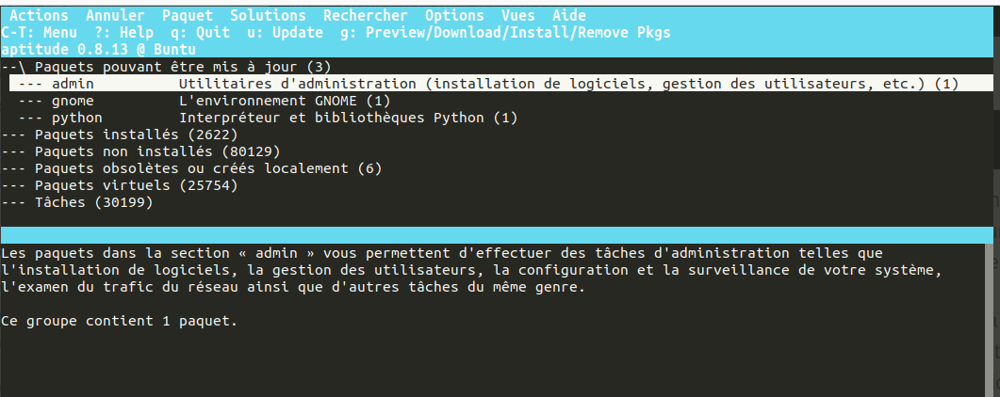 Actions Annuler Paquet Solutions Rechercher Options Vues Aide
C-T: Menu ?: Help q: Quit u: Update g: Preview/Download/Install/Remove Pkgs
aptitude 0.8.13 @ Buntu
--\ Paquets pouvant être mis à jour (3)
--- admin Utilitaires d'administration (installation de logiciels, gestion des utilisateurs, etc.) (1)
--- gnome L'environnement GNOME (1)
--- python Interpréteur et bibliothèques Python (1)
--- Paquets installés (2622)
--- Paquets non installés (80129)
--- Paquets obsolètes ou créés localement (6)
--- Paquets virtuels (25754)
--- Tâches (30199)
Les paquets dans la section « admin » vous permettent d'effectuer des tâches d'administration telles que
l'installation de logiciels, la gestion des utilisateurs, la configuration et la surveillance de votre système,
l'examen du trafic du réseau ainsi que d'autres tâches du même genre.
Ce groupe contient 1 paquet.